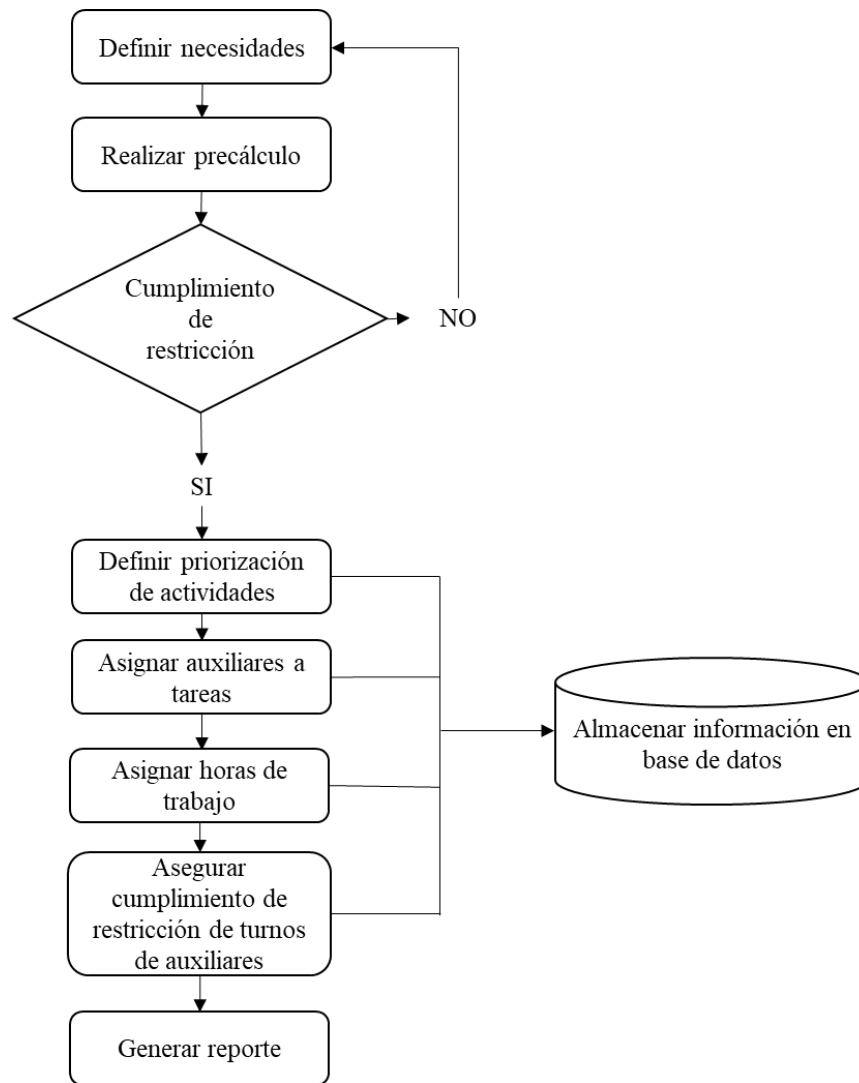 Definir necesidades
Realizar precálculo
Cumplimiento
de
restricción
NO
SI
Definir priorización
de actividades
Asignar auxiliares a
tareas
Asignar horas de
trabajo
Asegurar
cumplimiento de
restricción de turnos
de auxiliares
Generar reporte
Almacenar información en
base de datos